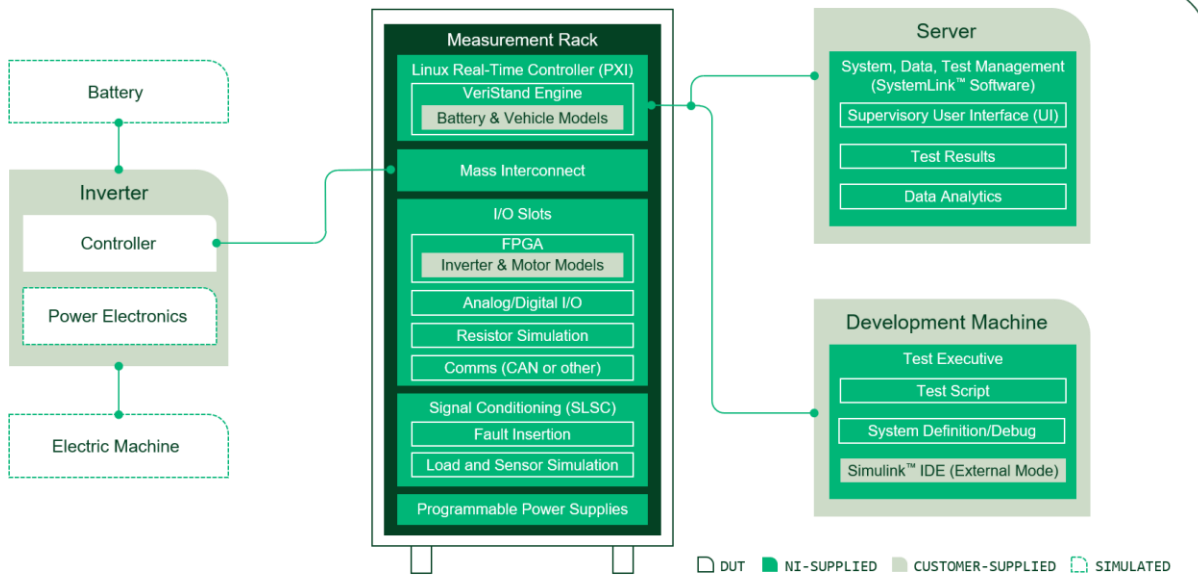 Battery
Inverter
Controller
Power Electronics
Electric Machine
Measurement Rack
Linux Real-Time Controller (PXI)
VeriStand Engine
Battery & Vehicle Models
Mass Interconnect
I/O Slots
FPGA
Inverter & Motor Models
Analog/Digital I/O
Resistor Simulation
Comms (CAN or other)
Signal Conditioning (SLSC)
Fault Insertion
Load and Sensor Simulation
Programmable Power Supplies
Server
System, Data, Test Management
(SystemLink™ Software)
Supervisory User Interface (UI)
Test Results
Data Analytics
Development Machine
Test Executive
Test Script
System Definition/Debug
Simulink™ IDE (External Mode)
DUT NI-SUPPLIED CUSTOMER-SUPPLIED SIMULATED